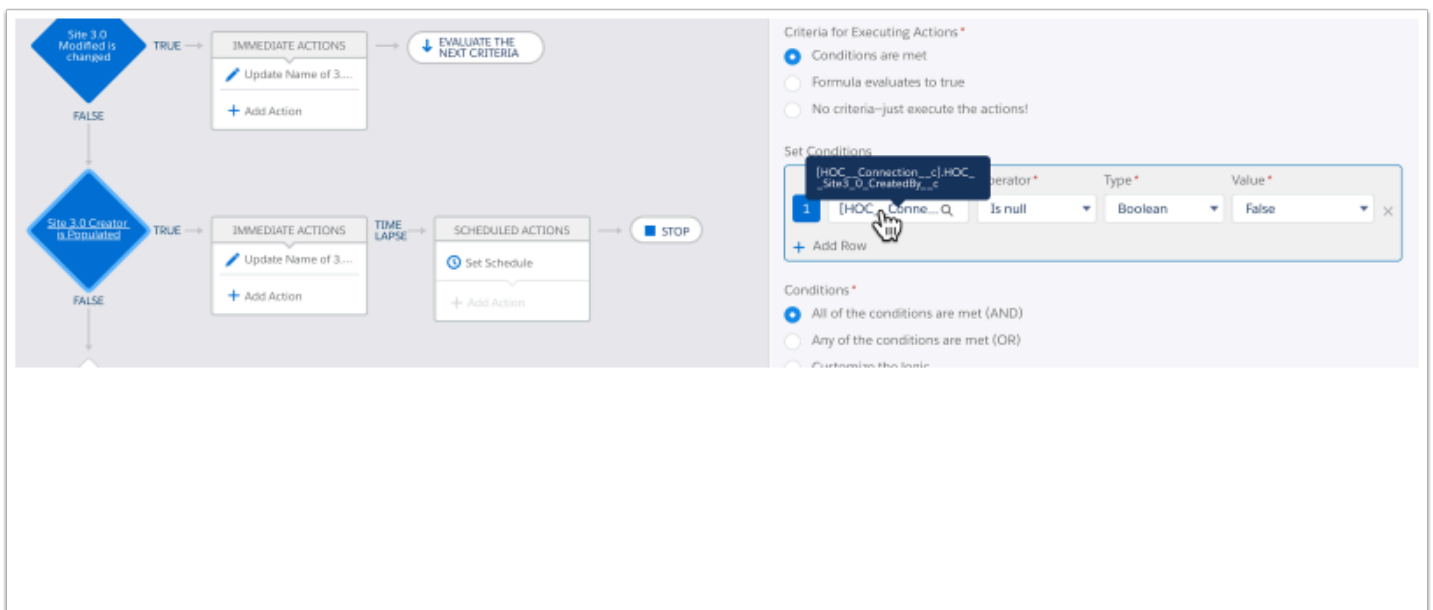 Site 3.0
Modified is
changed
TRUE
IMMEDIATE ACTIONS
Update Name of 3....
+ Add Action
EVALUATE THE
NEXT CRITERIA
FALSE
Site 3.0 Creator
is Populated
TRUE
IMMEDIATE ACTIONS
Update Name of 3....
+ Add Action
TIME
LAPSE
SCHEDULED ACTIONS
Set Schedule
+ Add Action
STOP
FALSE
Criteria for Executing Actions*
Conditions are met
Formula evaluates to true
No criteria—just execute the actions!
Set Conditions
[HOC__Connection__c].HOC_
_Site3_0_CreatedBy__c
perator*
Type*
Value*
1
[HOC__Conne...
Is null
Boolean
False
+ Add Row
Conditions*
All of the conditions are met (AND)
Any of the conditions are met (OR)
Customize the logic